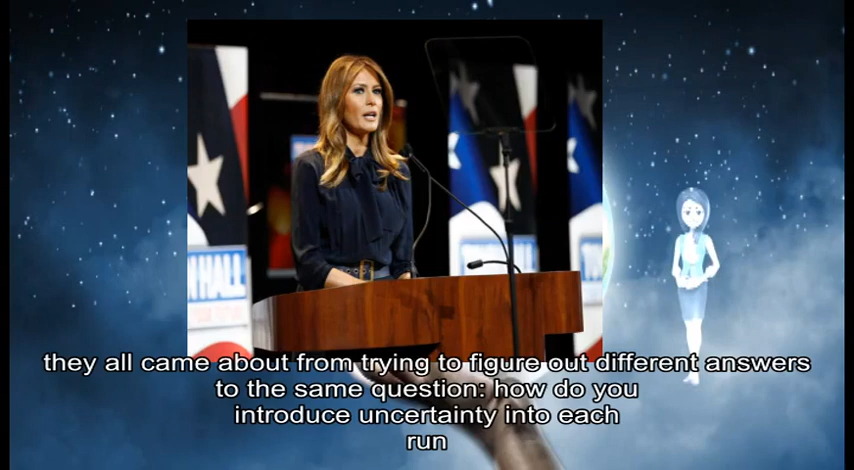 NHALL
they all came about from trying to figure out different answers
to the same question: how do you
introduce uncertainty into each
run